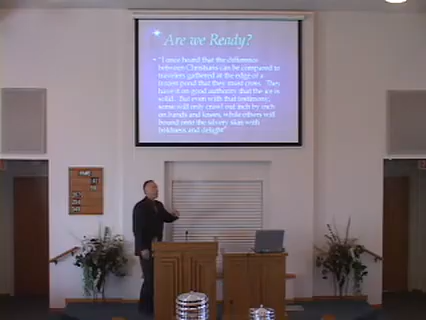 Are we Ready?
"I once heard that the difference
between Christians can be compared to
travelers gathered at the edge of a
frozen pond that they must cross. They
have it on good authority that the ice is
solid. But even with that testimony,
some will only crawl out inch by inch
on hands and knees, while others will
bound onto the silvery skin with
boldness and delight"